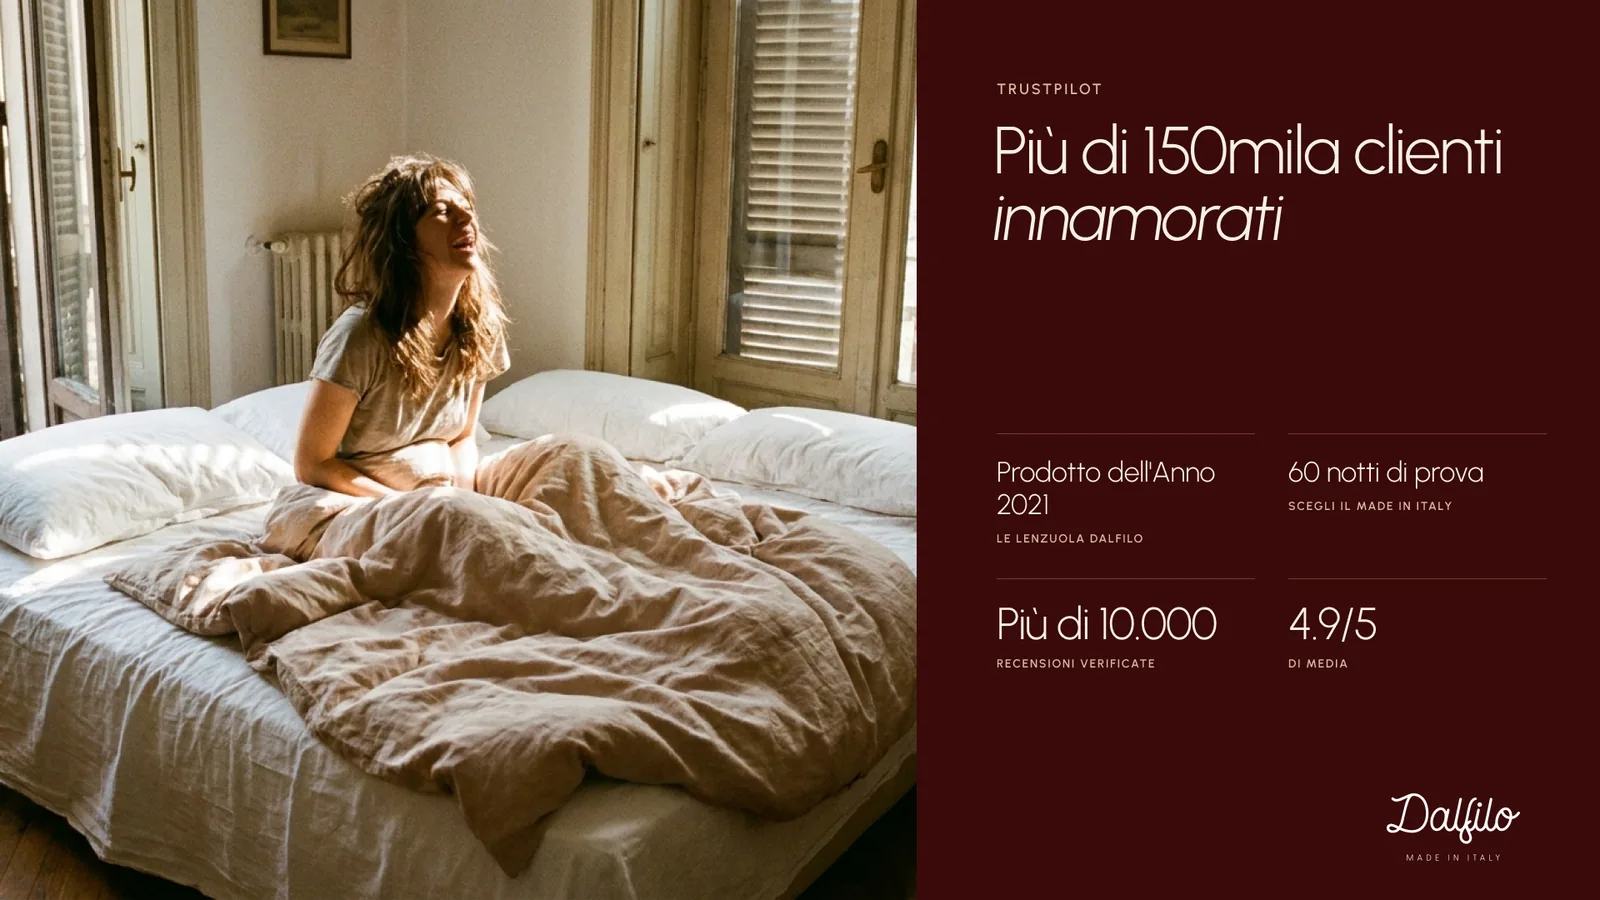 TRUSTPILOT
Più di 150mila clienti
innamorati
Prodotto dell'Anno
2021
LE LENZUOLA DALFILO
60 notti di prova
SCEGLI IL MADE IN ITALY
Più di 10.000
RECENSIONI VERIFICATE
4.9/5
DI MEDIA
Dalfilo
MADE IN ITALY